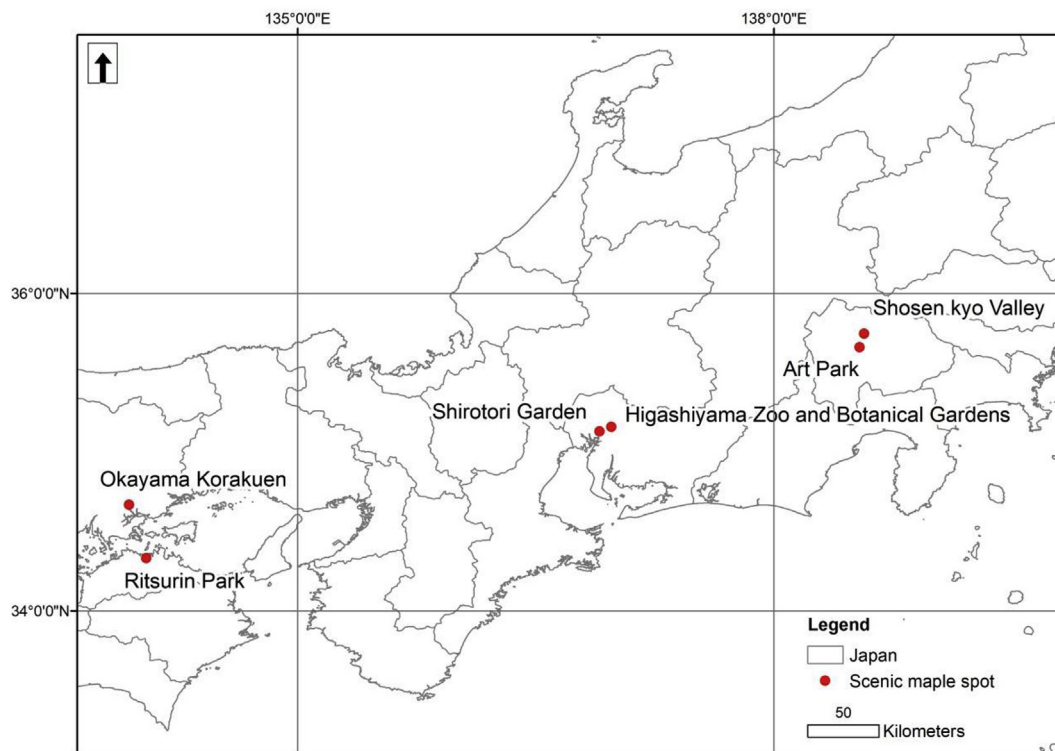 135°0'0"E
138°0'0"E
36°0'0"N
Shosen kyo Valley
Art Park
Shirotori Garden
Higashiyama Zoo and Botanical Gardens
Okayama Korakuen
Ritsurin Park
34°0'0"N
Legend
Japan
Scenic maple spot
50
Kilometers